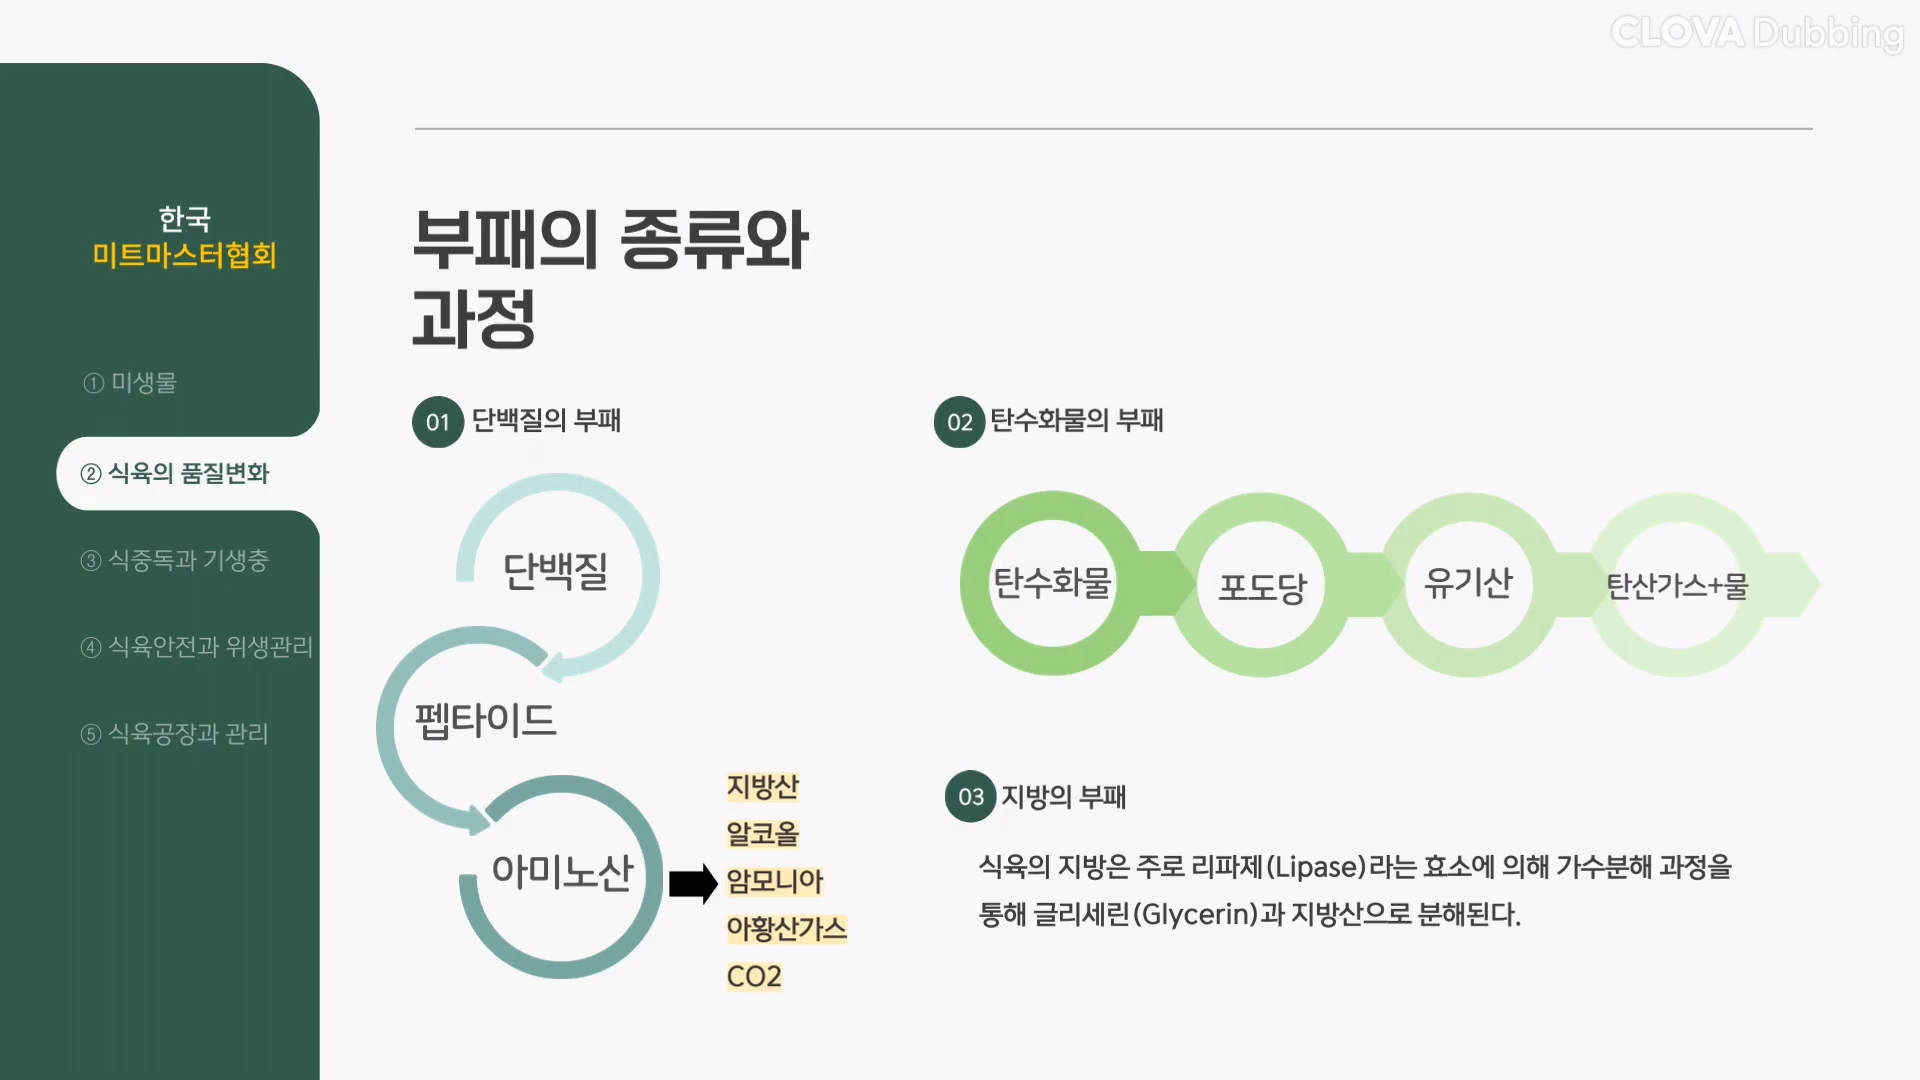 CLOVA Dubbing
한국
미트마스터협회
① 미생물
② 식육의 품질변화
③ 식중독과 기생충
④ 식육안전과 위생관리
⑤ 식육공장과 관리
부패의 종류와
과정
01 단백질의 부패
단백질
펩타이드
아미노산
지방산
알코올
암모니아
아황산가스
CO2
02 탄수화물의 부패
탄수화물
포도당
유기산
탄산가스+물
03 지방의 부패
식육의 지방은 주로 리파제(Lipase)라는 효소에 의해 가수분해 과정을
통해 글리세린(Glycerin)과 지방산으로 분해된다.